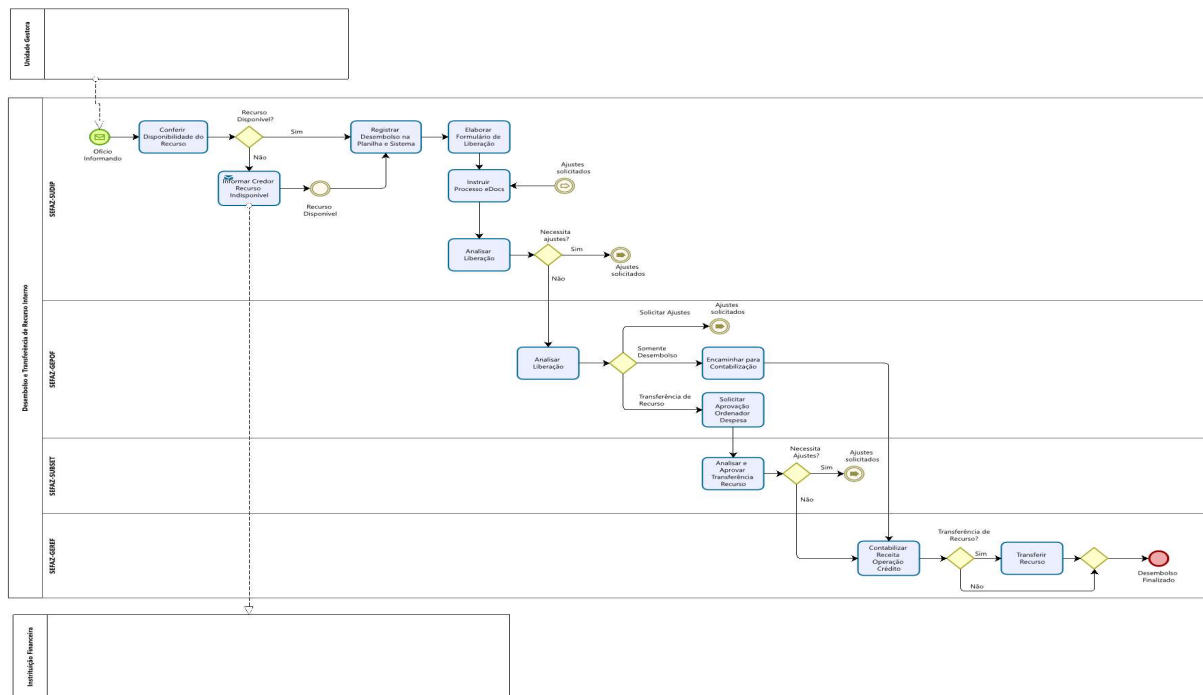 Unidade Gestora
Desembolso e Transferência de Recurso Interno
SEFAZ-SUDIP
Ofício
Informando
Conferir
Disponibilidade do
Recurso
Recurso
Disponível?
Sim
Não
Informar Credor
Recurso
Indisponível
Recurso
Disponível
Registrar
Desembolso na
Planilha e Sistema
Elaborar
Formulário de
Liberação
Instruir
Processo eDocs
Ajustes
solicitados
Analisar
Liberação
Necessita
ajustes?
Sim
Não
Ajustes
solicitados
SEFAZ-GEPOF
Analisar
Liberação
Solicitar Ajustes
Ajustes
solicitados
Somente
Desembolso
Encaminhar para
Contabilização
Transferência de
Recurso
Solicitar
Aprovação
Ordenador
Despesa
SEFAZ-SUBSET
Analisar e
Aprovar
Transferência
Recurso
Necessita
Ajustes?
Sim
Não
Ajustes
solicitados
SEFAZ-GEREF
Contabilizar
Receita
Operação
Crédito
Transferência de
Recurso?
Sim
Não
Transferir
Recurso
Desembolso
Finalizado
Instrituição Financeira